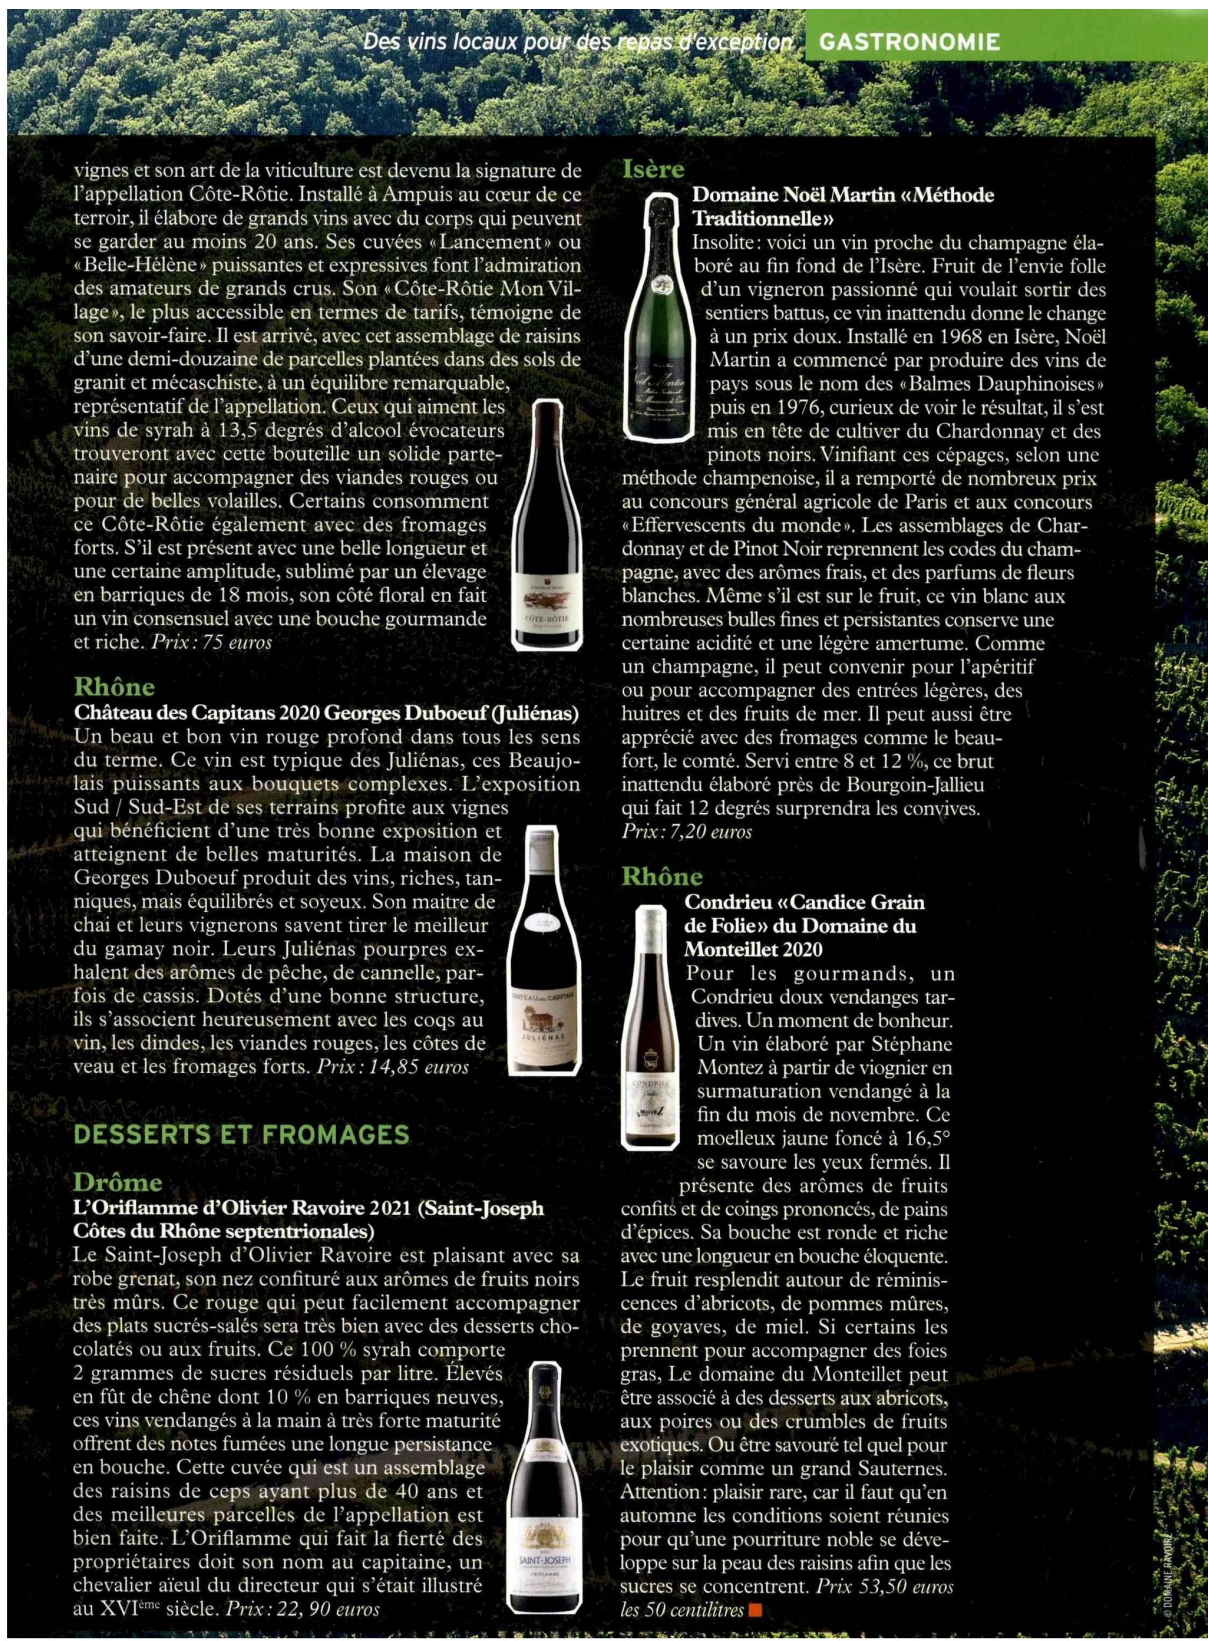 Des vins locaux pour des repas d'exception GASTRONOMIE
vignes et son art de la viticulture est devenu la signature de
l'appellation Côte-Rôtie. Installé à Ampuis au cœur de ce
terroir, il élabore de grands vins avec du corps qui peuvent
se garder au moins 20 ans. Ses cuvées «Lancement» ou
«Belle-Hélène» puissantes et expressives font l'admiration
des amateurs de grands crus. Son «Côte-Rôtie Mon Vil-
lage», le plus accessible en termes de tarifs, témoigne de
son savoir-faire. Il est arrivé, avec cet assemblage de raisins
d'une demi-douzaine de parcelles plantées dans des sols de
granit et mécaschiste, à un équilibre remarquable,
représentatif de l'appellation. Ceux qui aiment les
vins de syrah à 13,5 degrés d'alcool évocateurs
trouveront avec cette bouteille un solide parte-
naire pour accompagner des viandes rouges ou
pour de belles volailles. Certains consomment
ce Côte-Rôtie également avec des fromages
forts. S'il est présent avec une belle longueur et
une certaine amplitude, sublimé par un élevage
en barriques de 18 mois, son côté floral en fait
un vin consensuel avec une bouche gourmande
et riche. Prix : 75 euros
CÔTE-RÔTIE
Rhône
Château des Capitans 2020 Georges Duboeuf (Juliénas)
Un beau et bon vin rouge profond dans tous les sens
du terme. Ce vin est typique des Juliénas, ces Beaujo-
lais puissants aux bouquets complexes. L'exposition
Sud / Sud-Est de ses terrains profite aux vignes
qui bénéficient d'une très bonne exposition et
atteignent de belles maturités. La maison de
Georges Duboeuf produit des vins, riches, tan-
niques, mais équilibrés et soyeux. Son maitre de
chai et leurs vignerons savent tirer le meilleur
du gamay noir. Leurs Juliénas pourpres ex-
halent des arômes de pêche, de cannelle, par-
fois de cassis. Dotés d'une bonne structure,
ils s'associent heureusement avec les coqs au
vin, les dindes, les viandes rouges, les côtes de
veau et les fromages forts. Prix : 14,85 euros
CHATEAU DES CAPITANS
JULIÉNAS
DESSERTS ET FROMAGES
Drôme
L'Oriflamme d'Olivier Ravoire 2021 (Saint-Joseph
Côtes du Rhône septentrionales)
Le Saint-Joseph d'Olivier Ravoire est plaisant avec sa
robe grenat, son nez confituré aux arômes de fruits noirs
très mûrs. Ce rouge qui peut facilement accompagner
des plats sucrés-salés sera très bien avec des desserts cho-
colatés ou aux fruits. Ce 100 % syrah comporte
2 grammes de sucres résiduels par litre. Élevés
en fût de chêne dont 10 % en barriques neuves,
ces vins vendangés à la main à très forte maturité
offrent des notes fumées une longue persistance
en bouche. Cette cuvée qui est un assemblage
des raisins de ceps ayant plus de 40 ans et
des meilleures parcelles de l'appellation est
bien faite. L'Oriflamme qui fait la fierté des
propriétaires doit son nom au capitaine, un
chevalier aïeul du directeur qui s'était illustré
au XVIème siècle. Prix : 22, 90 euros
SAINT-JOSEPH
ORIFLAMME
Isère
Domaine Noël Martin «Méthode
Traditionnelle»
Insolite : voici un vin proche du champagne éla-
boré au fin fond de l'Isère. Fruit de l'envie folle
d'un vigneron passionné qui voulait sortir des
sentiers battus, ce vin inattendu donne le change
à un prix doux. Installé en 1968 en Isère, Noël
Martin a commencé par produire des vins de
pays sous le nom des «Balmes Dauphinoises»
puis en 1976, curieux de voir le résultat, il s'est
mis en tête de cultiver du Chardonnay et des
pinots noirs. Vinifiant ces cépages, selon une
méthode champenoise, il a remporté de nombreux prix
au concours général agricole de Paris et aux concours
«Effervescents du monde». Les assemblages de Char-
donnay et de Pinot Noir reprennent les codes du cham-
pagne, avec des arômes frais, et des parfums de fleurs
blanches. Même s'il est sur le fruit, ce vin blanc aux
nombreuses bulles fines et persistantes conserve une
certaine acidité et une légère amertume. Comme
un champagne, il peut convenir pour l'apéritif
ou pour accompagner des entrées légères, des
huitres et des fruits de mer. Il peut aussi être
apprécié avec des fromages comme le beau-
fort, le comté. Servi entre 8 et 12 %, ce brut
inattendu élaboré près de Bourgoin-Jallieu
qui fait 12 degrés surprendra les convives.
Prix : 7,20 euros
Rhône
Condrieu «Candice Grain
de Folie» du Domaine du
Monteillet 2020
Pour les gourmands, un
Condrieu doux vendanges tar-
dives. Un moment de bonheur.
Un vin élaboré par Stéphane
Montez à partir de viognier en
surmaturation vendangé à la
fin du mois de novembre. Ce
moelleux jaune foncé à 16,5°
se savoure les yeux fermés. Il
présente des arômes de fruits
confits et de coings prononcés, de pains
d'épices. Sa bouche est ronde et riche
avec une longueur en bouche éloquente.
Le fruit resplendit autour de réminis-
cences d'abricots, de pommes mûres,
de goyaves, de miel. Si certains les
prennent pour accompagner des foies
gras, Le domaine du Monteillet peut
être associé à des desserts aux abricots,
aux poires ou des crumbles de fruits
exotiques. Ou être savouré tel quel pour
le plaisir comme un grand Sauternes.
Attention : plaisir rare, car il faut qu'en
automne les conditions soient réunies
pour qu'une pourriture noble se déve-
loppe sur la peau des raisins afin que les
sucres se concentrent. Prix 53,50 euros
les 50 centilitres
CONDRIEU
© DOMAINE RAVOIRE